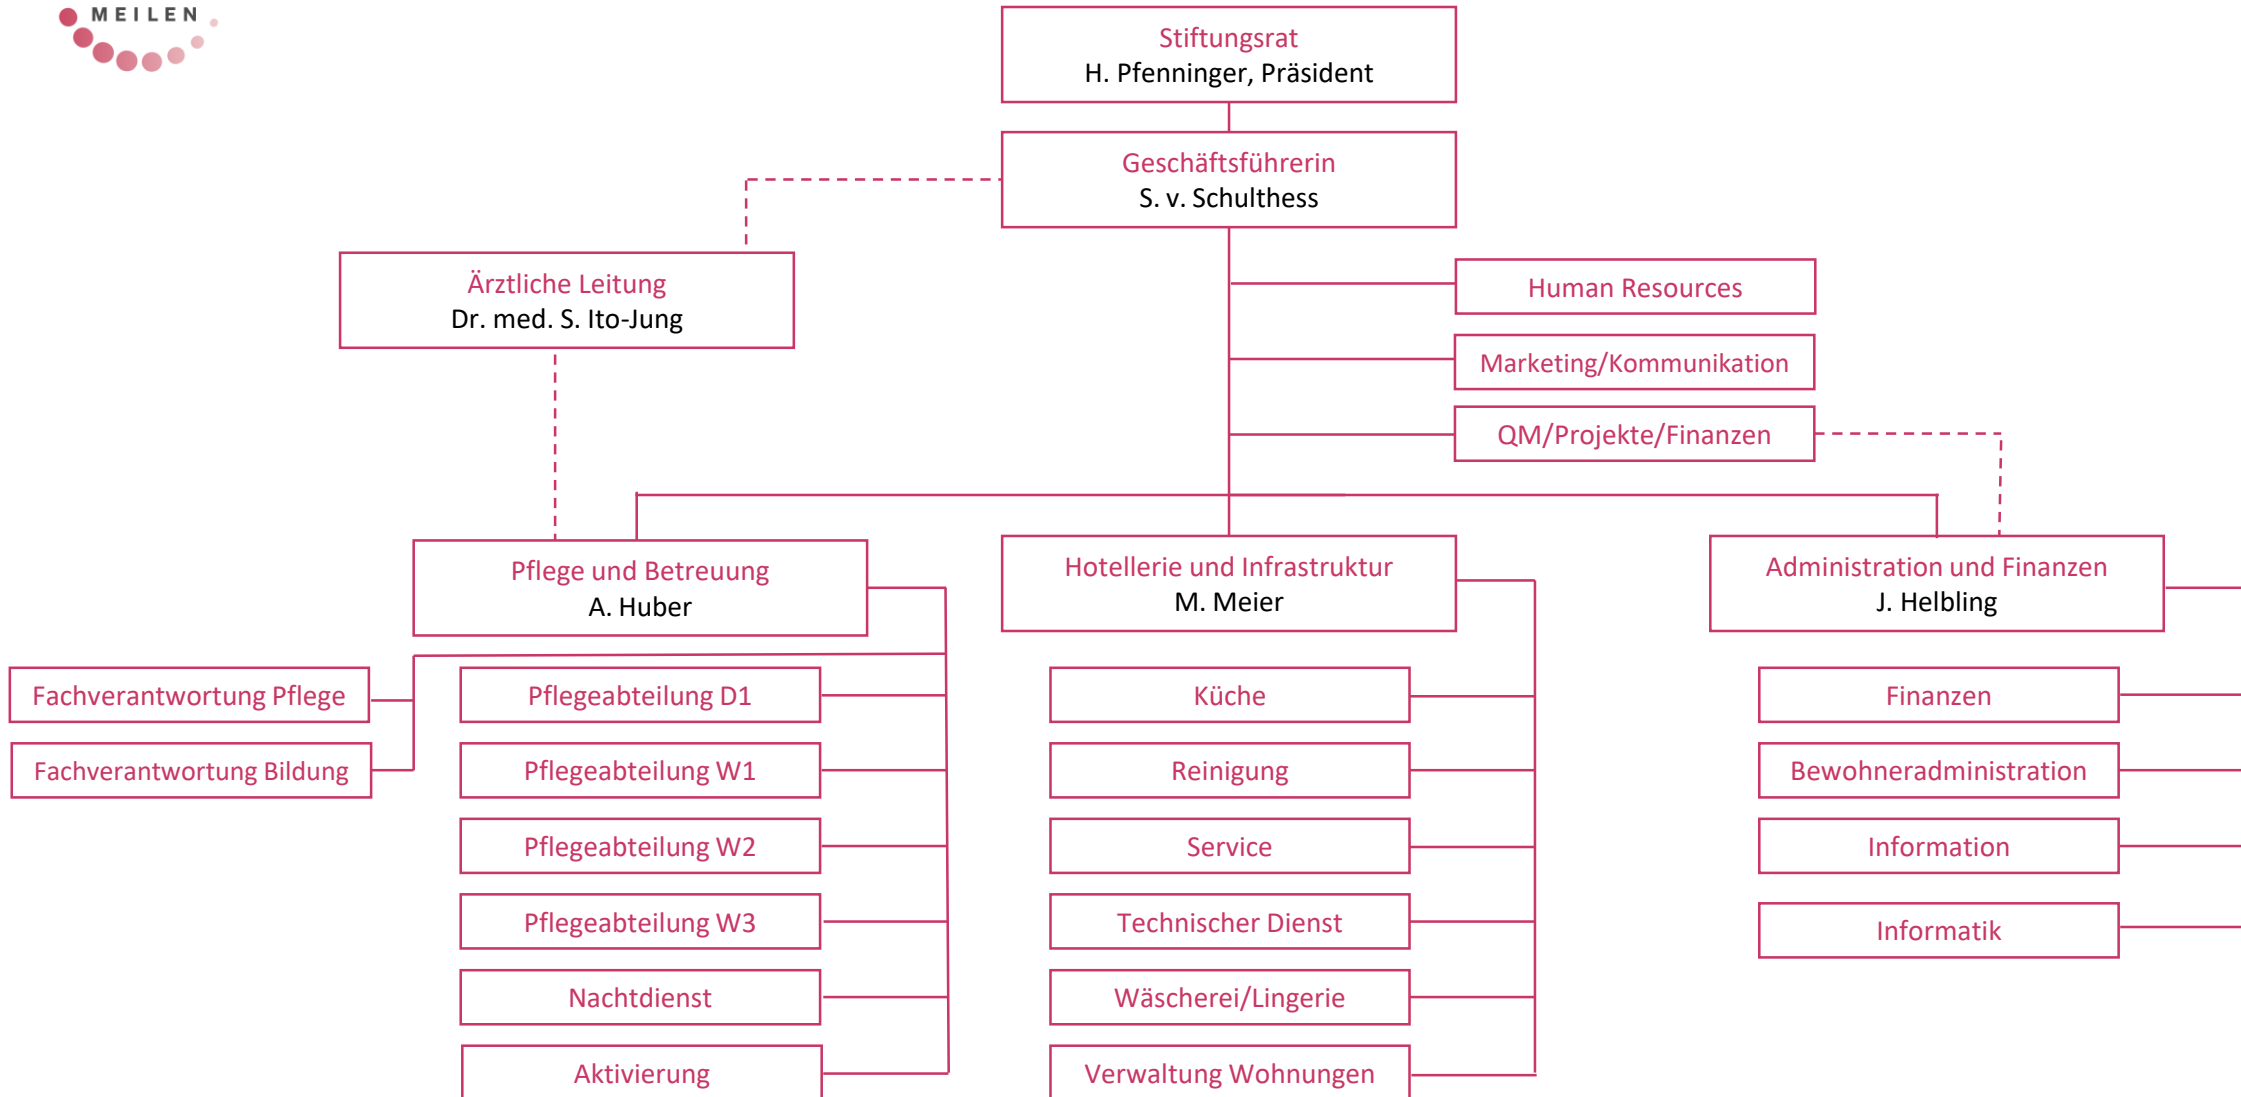 MEILEN
Stiftungsrat
H. Pfenninger, Präsident
Geschäftsführerin
S. v. Schulthess
Ärztliche Leitung
Dr. med. S. Ito-Jung
Human Resources
Marketing/Kommunikation
QM/Projekte/Finanzen
Pflege und Betreuung
A. Huber
Hotellerie und Infrastruktur
M. Meier
Administration und Finanzen
J. Helbling
Fachverantwortung Pflege
Fachverantwortung Bildung
Pflegeabteilung D1
Pflegeabteilung W1
Pflegeabteilung W2
Pflegeabteilung W3
Nachtdienst
Aktivierung
Küche
Reinigung
Service
Technischer Dienst
Wäscherei/Lingerie
Verwaltung Wohnungen
Finanzen
Bewohneradministration
Information
Informatik